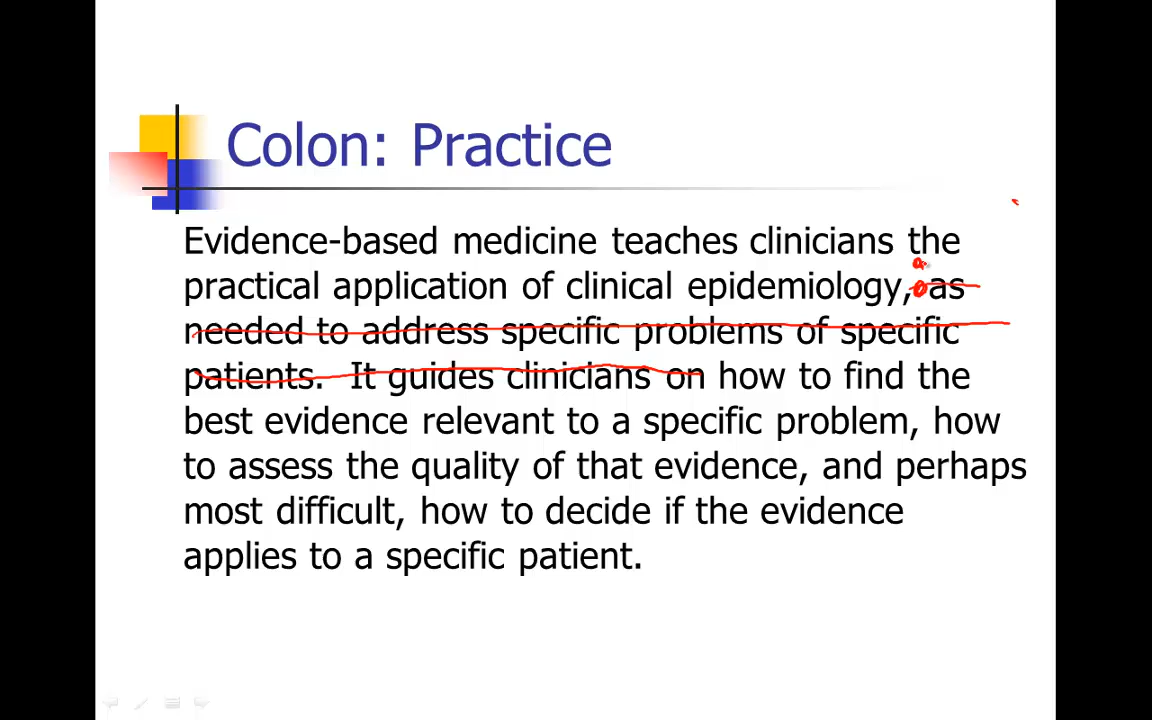 Colon: Practice
Evidence-based medicine teaches clinicians the
practical application of clinical epidemiology, as
needed to address specific problems of specific
patients.  It guides clinicians on how to find the
best evidence relevant to a specific problem, how
to assess the quality of that evidence, and perhaps
most difficult, how to decide if the evidence
applies to a specific patient.